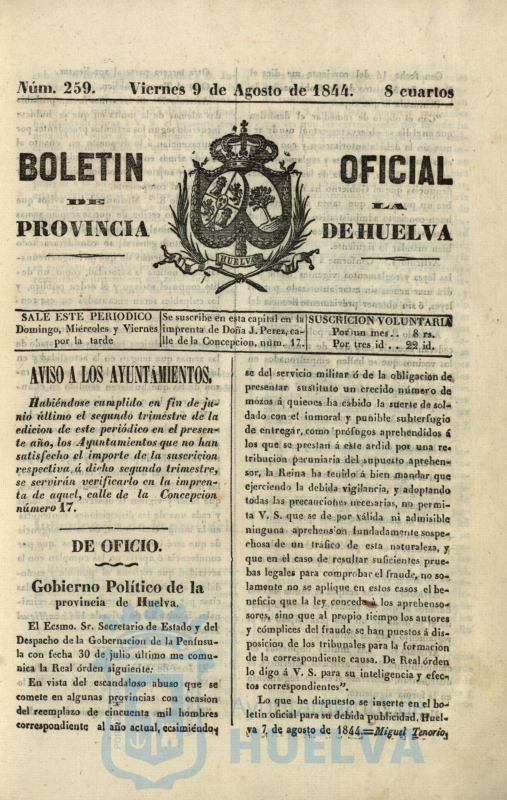 Núm. 259. Viernes 9 de Agosto de 1844. 8 cuartos
BOLETIN OFICIAL
DE LA
PROVINCIA DE HUELVA
HUELVA
SALE ESTE PERIODICO
Domingo, Miércoles y Viernes
por la tarde
Se suscribe en esta capital en la
imprenta de Doña J. Perez, ca-
lle de la Concepcion, núm. 17.
SUSCRICION VOLUNTARIA
Por un mes.. 8 rs.
Por tres id... 22 id.
AVISO A LOS AYUNTAMIENTOS.
Habiéndose cumplido en fin de ju-
nio último el segundo trimestre de la
edicion de este periódico en el presen-
te año, los Ayuntamientos que no han
satisfecho el importe de la suscricion
respectiva á dicho segundo trimestre,
se servirán verificarlo en la impren-
ta de aquel, calle de la Concepcion
número 17.
DE OFICIO.
Gobierno Político de la
provincia de Huelva.
El Ecsmo. Sr. Secretario de Estado y del
Despacho de la Gobernacion de la Penínsu-
la con fecha 30 de julio último me comu-
nica la Real órden siguiente:
En vista del escandaloso abuso que se
comete en algunas provincias con ocasion
del reemplazo de cincuenta mil hombres
correspondiente al año actual, ecsimiéndo-
se del servicio militar ó de la obligacion de
presentar sustituto un crecido número de
mozos á quienes ha cabido la suerte de sol-
dado con el inmoral y punible subterfugio
de entregar, como prófugos aprehendidos á
los que se prestan á este ardid por una re-
tribucion pecuniaria del supuesto aprehen-
sor, la Reina ha tenido á bien mandar que
ejerciendo la debida vigilancia, y adoptando
todas las precauciones necesarias, no permi-
ta V. S. que se de por válida ni admisible
ninguna aprehension fundadamente sospe-
chosa de un tráfico de esta naturaleza, y
que en el caso de resultar suficientes prue-
bas legales para comprobar el fraude, no so-
lamente no se aplique en estos casos el be-
neficio que la ley concede á los aprehenso-
sores, sino que al propio tiempo los autores
y cómplices del fraude se han puestos á dis-
posicion de los tribunales para la formacion
de la correspondiente causa. De Real órden
lo digo á V. S. para su inteligencia y efec-
tos correspondientes".
Lo que he dispuesto se inserte en el bo-
letin oficial para su debida publicidad. Huel-
va 7 de agosto de 1844.=Miguel Tenorio,
HUELVA